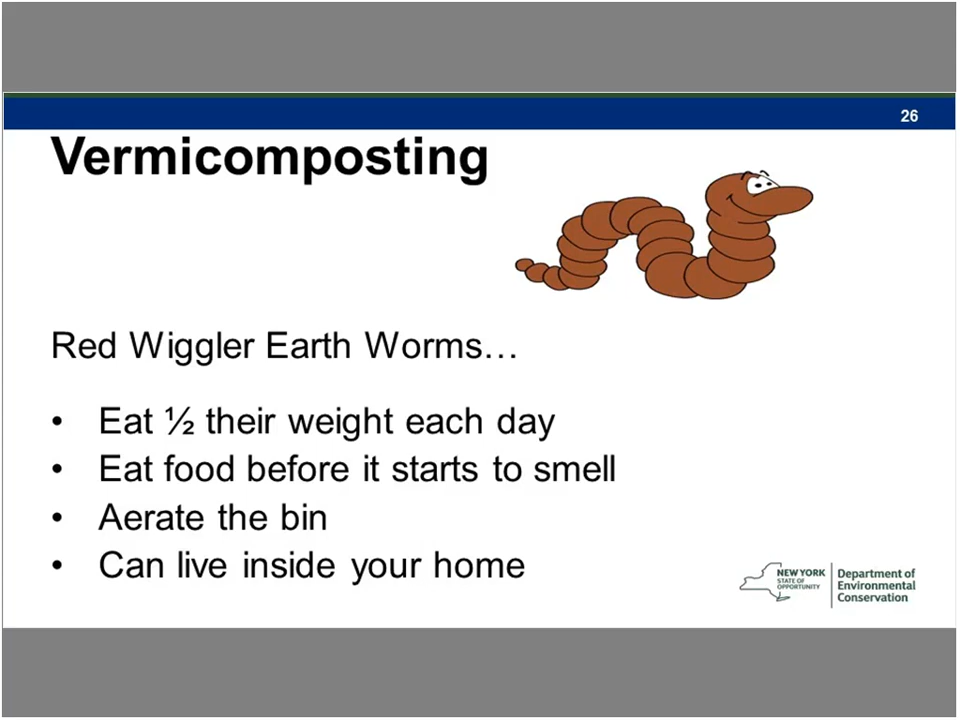 26
Vermicomposting
Red Wiggler Earth Worms…
• Eat ½ their weight each day
• Eat food before it starts to smell
• Aerate the bin
• Can live inside your home
NEW YORK
STATE OF
OPPORTUNITY
Department of
Environmental
Conservation